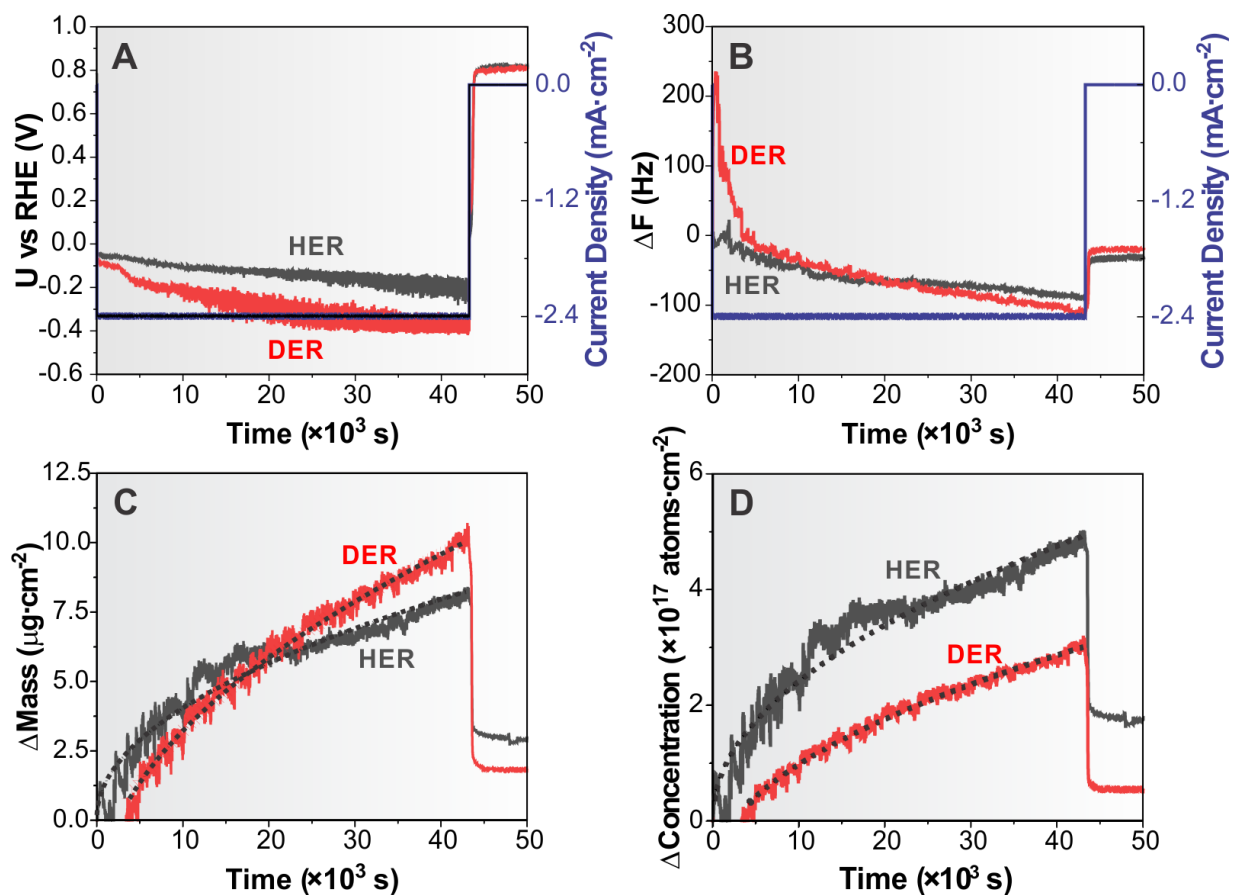 A
U vs RHE (V)
1.0
0.8
0.6
0.4
0.2
0.0
-0.2
-0.4
-0.6
HER
DER
0.0
-1.2
-2.4
Current Density (mA·cm-2)
0 10 20 30 40 50
Time (×10³ s)
B
ΔF (Hz)
300
200
100
0
-100
-200
DER
HER
0.0
-1.2
-2.4
Current Density (mA·cm-2)
0 10 20 30 40 50
Time (×10³ s)
C
ΔMass (μg·cm-2)
12.5
10.0
7.5
5.0
2.5
0.0
DER
HER
0 10 20 30 40 50
Time (×10³ s)
D
ΔConcentration (×10¹⁷ atoms·cm-2)
6
4
2
0
HER
DER
0 10 20 30 40 50
Time (×10³ s)